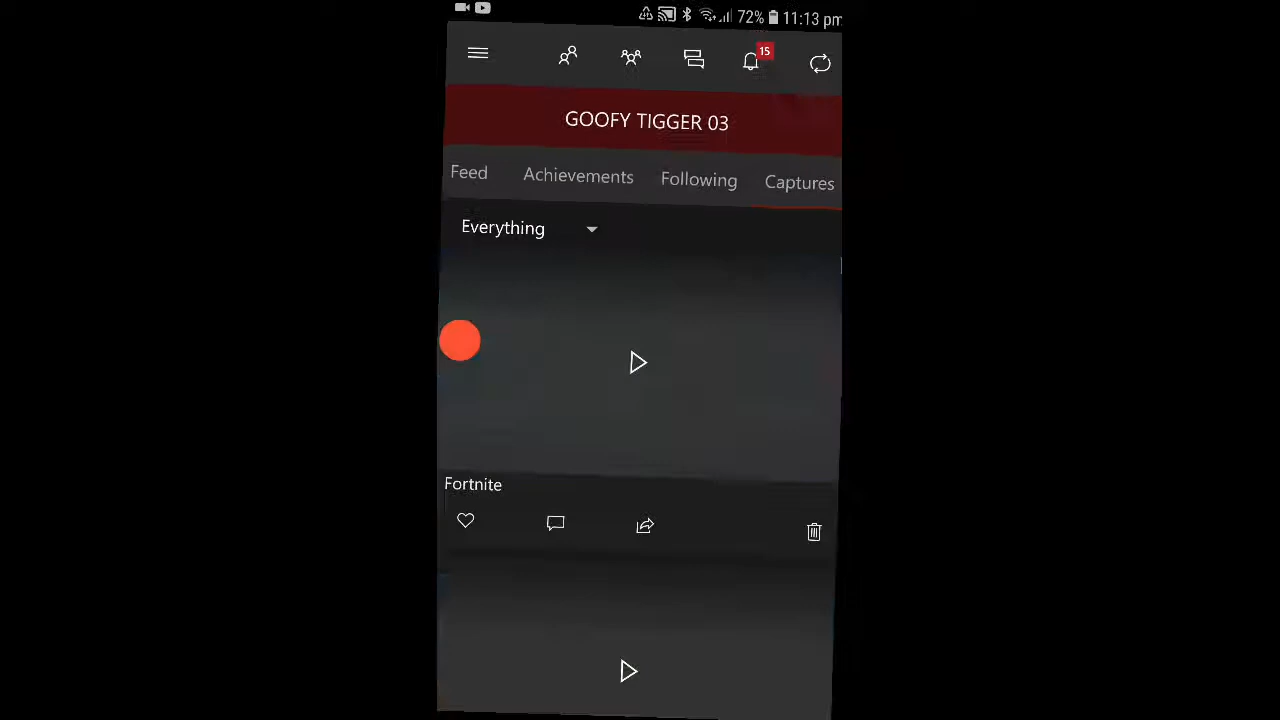 72% 11:13 pm
15
GOOFY TIGGER 03
Feed Achievements Following Captures
Everything
Fortnite